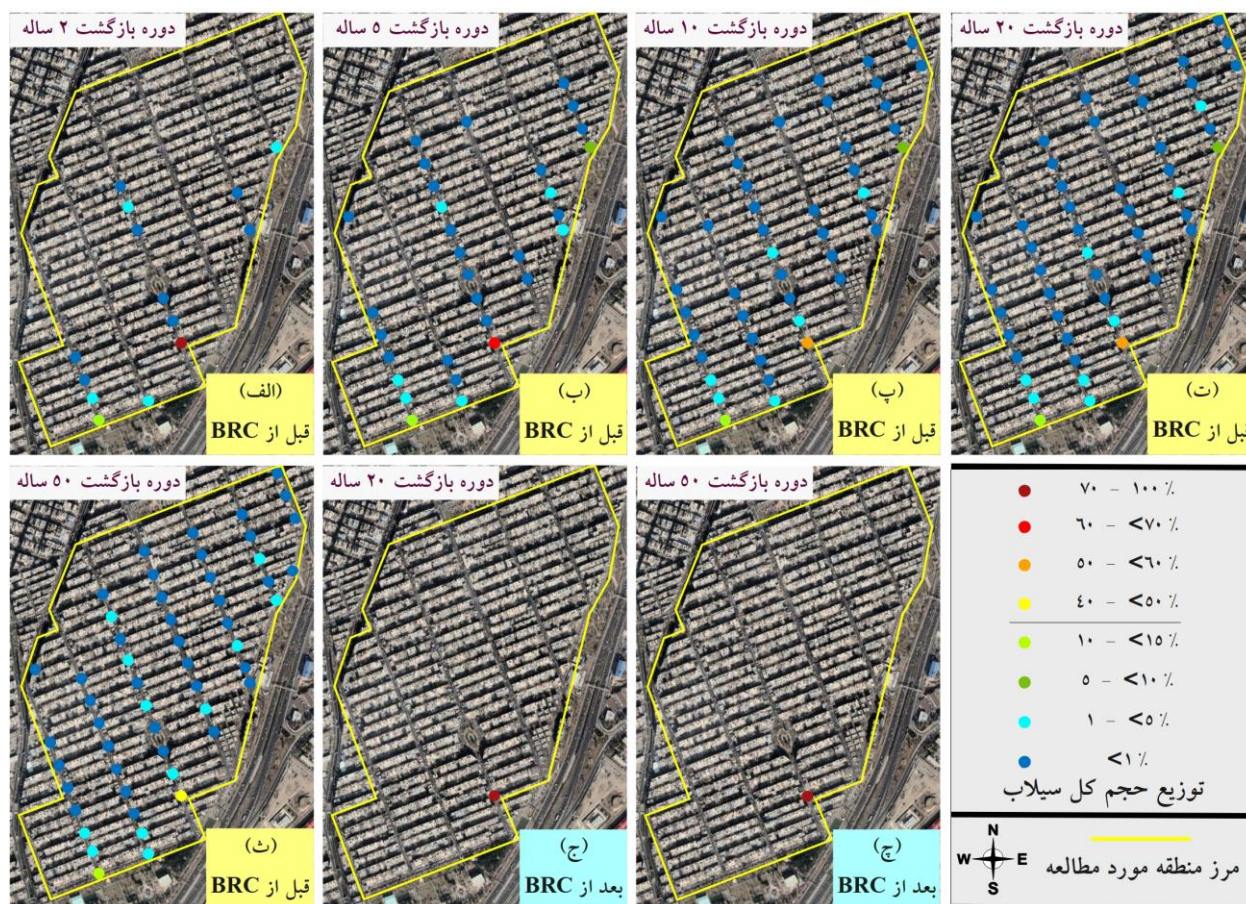 دوره بازگشت ۲ ساله
(الف)
قبل از BRC
دوره بازگشت ۵ ساله
(ب)
قبل از BRC
دوره بازگشت ۱۰ ساله
(پ)
قبل از BRC
دوره بازگشت ۲۰ ساله
(ت)
قبل از BRC
دوره بازگشت ۵۰ ساله
(ث)
قبل از BRC
دوره بازگشت ۲۰ ساله
(ج)
بعد از BRC
دوره بازگشت ۵۰ ساله
(چ)
بعد از BRC
۷۰ - ۱۰۰ ٪
۶۰ - <۷۰ ٪
۵۰ - <۶۰ ٪
۴۰ - <۵۰ ٪
۱۰ - <۱۵ ٪
۵ - <۱۰ ٪
۱ - <۵ ٪
<۱ ٪
توزیع حجم کل سیلاب
N
W E
S
مرز منطقه مورد مطالعه